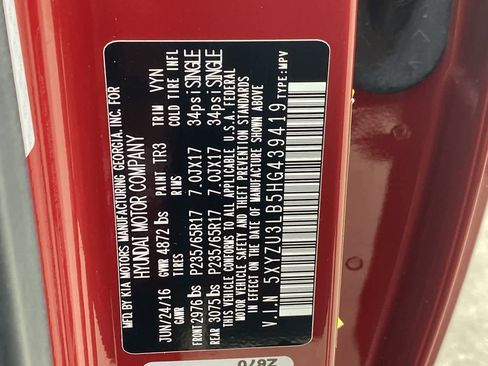 MFD BY KIA MOTORS MANUFACTURING GEORGIA. INC. FOR
HYUNDAI MOTOR COMPANY
JUN/24/16 PAINT TR3 TRIM VYN
GVWR 4872 lbs
GAWR TIRES RIMS COLD TIRE INFL
FRONT 2976 lbs P235/65R17 7.0JX17 34psi SINGLE
REAR 3075 lbs P235/65R17 7.0JX17 34psi SINGLE
THIS VEHICLE CONFORMS TO ALL APPLICABLE U.S.A. FEDERAL
MOTOR VEHICLE SAFETY AND THEFT PREVENTION STANDARDS
IN EFFECT ON THE DATE OF MANUFACTURE SHOWN ABOVE
V.I.N 5XYZU3LB5HG439419 TYPE:MPV